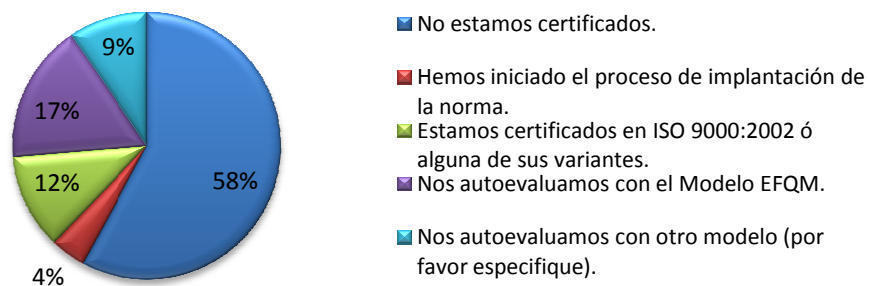 9%
17%
12%
4%
58%
No estamos certificados.
Hemos iniciado el proceso de implantación de
la norma.
Estamos certificados en ISO 9000:2002 ó
alguna de sus variantes.
Nos autoevaluamos con el Modelo EFQM.
Nos autoevaluamos con otro modelo (por
favor especifique).